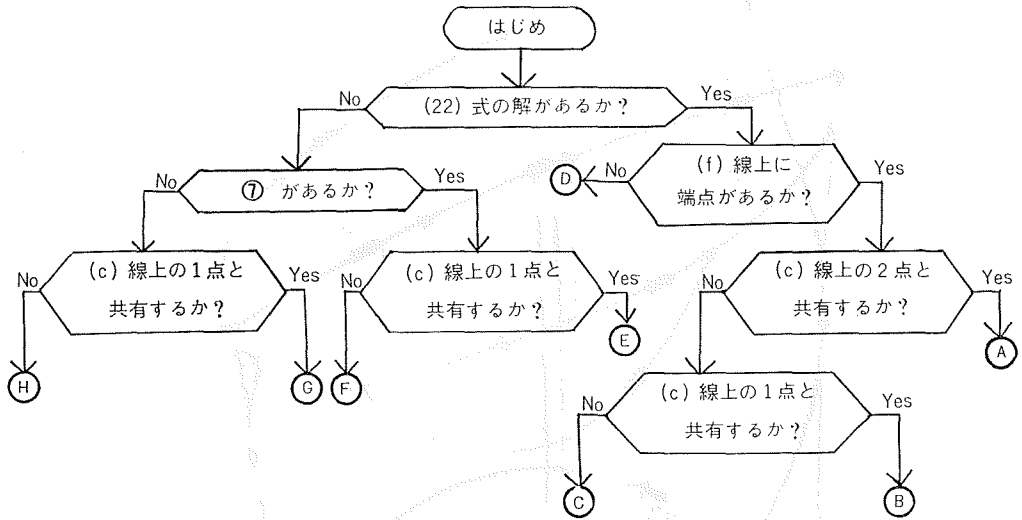 はじめ
No
(22) 式の解があるか?
Yes
No
⑦ があるか?
Yes
D
No
(f) 線上に
端点があるか?
Yes
No
(c) 線上の1点と
共有するか?
Yes
No
(c) 線上の1点と
共有するか?
Yes
No
(c) 線上の2点と
共有するか?
Yes
H
G
F
E
A
No
(c) 線上の1点と
共有するか?
Yes
C
B